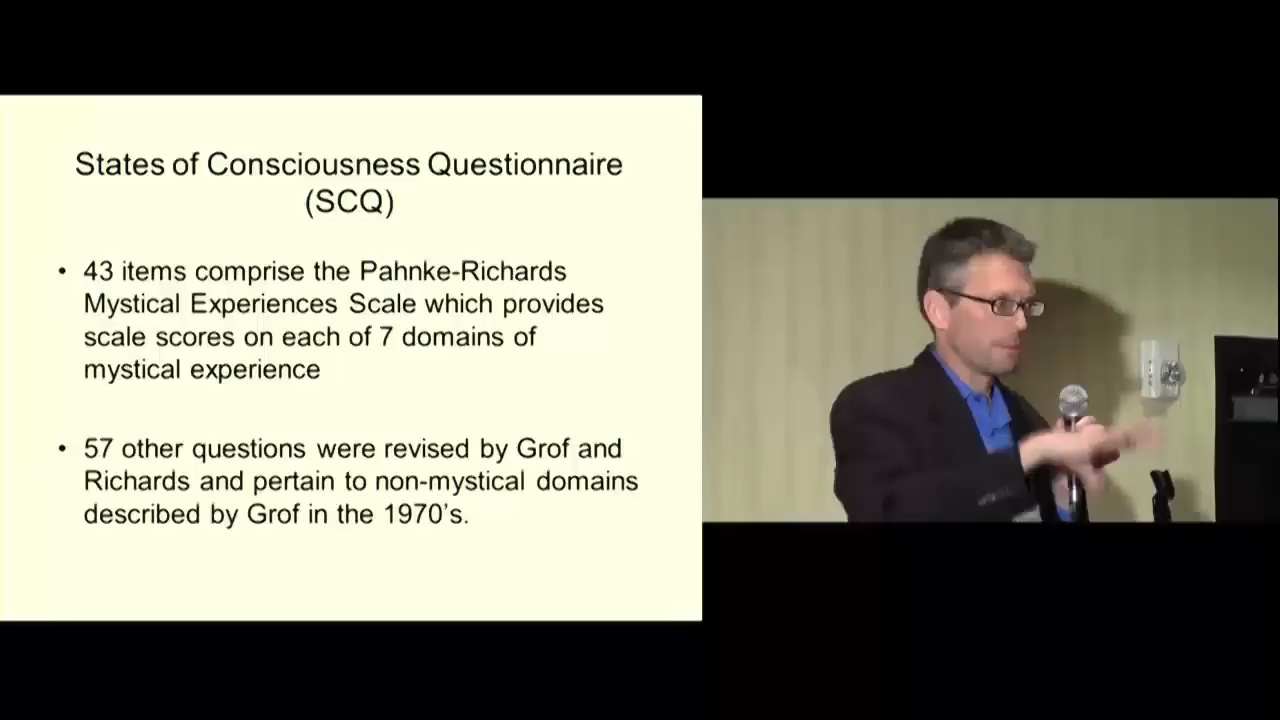 States of Consciousness Questionnaire
(SCQ)
• 43 items comprise the Pahnke-Richards
Mystical Experiences Scale which provides
scale scores on each of 7 domains of
mystical experience
• 57 other questions were revised by Grof and
Richards and pertain to non-mystical domains
described by Grof in the 1970's.